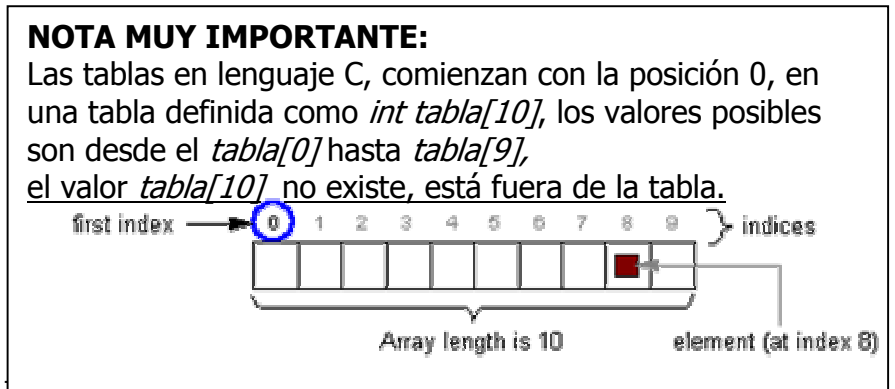 NOTA MUY IMPORTANTE:
Las tablas en lenguaje C, comienzan con la posición 0, en
una tabla definida como int tabla[10], los valores posibles
son desde el tabla[0] hasta tabla[9],
el valor tabla[10] no existe, está fuera de la tabla.
first index 0 1 2 3 4 5 6 7 8 9 indices
Array length is 10 element (at index 8)